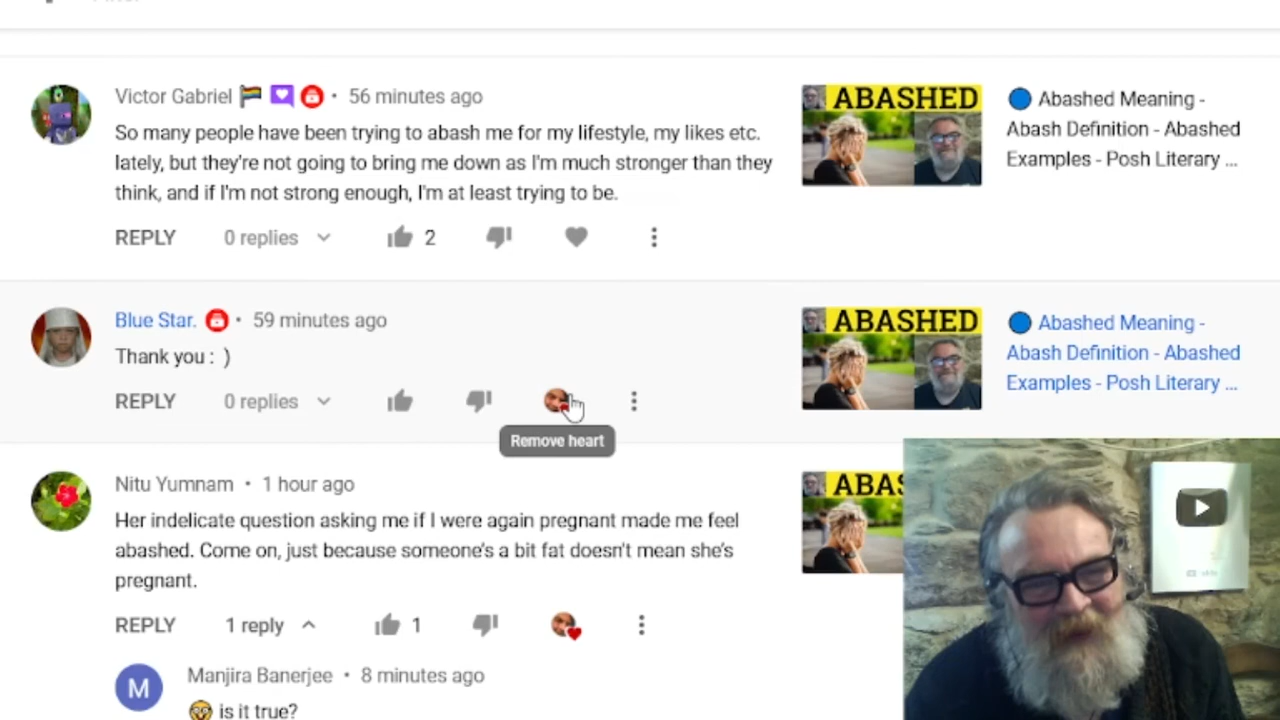 Victor Gabriel • 56 minutes ago
So many people have been trying to abash me for my lifestyle, my likes etc.
lately, but they're not going to bring me down as I'm much stronger than they
think, and if I'm not strong enough, I'm at least trying to be.
REPLY 0 replies 2
ABASHED
Abashed Meaning -
Abash Definition - Abashed
Examples - Posh Literary ...
Blue Star. • 59 minutes ago
Thank you : )
REPLY 0 replies
Remove heart
ABASHED
Abashed Meaning -
Abash Definition - Abashed
Examples - Posh Literary ...
Nitu Yumnam • 1 hour ago
Her indelicate question asking me if I were again pregnant made me feel
abashed. Come on, just because someone's a bit fat doesn't mean she's
pregnant.
REPLY 1 reply 1
ABAS
M
Manjira Banerjee • 8 minutes ago
is it true?